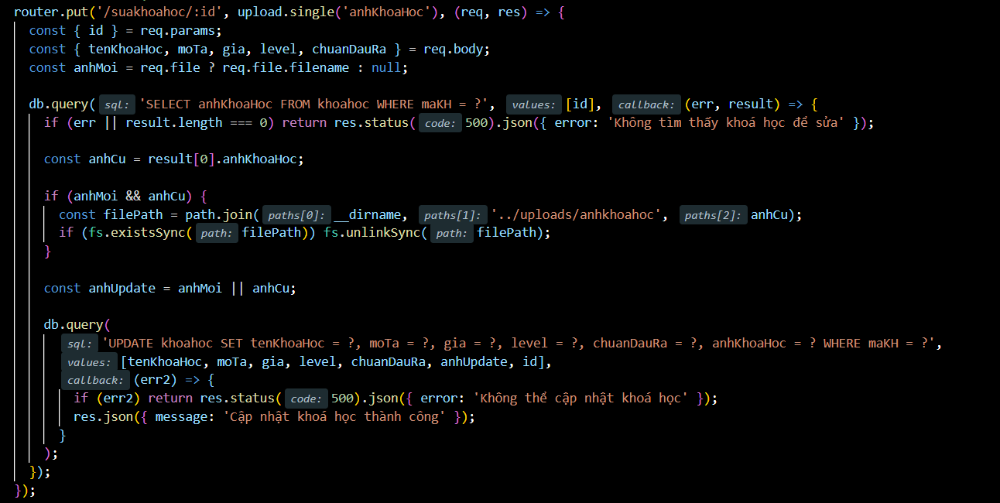 router.put('/suakhoahoc/:id', upload.single('anhKhoaHoc'), (req, res) => {
const { id } = req.params;
const { tenKhoaHoc, moTa, gia, level, chuanDauRa } = req.body;
const anhMoi = req.file ? req.file.filename : null;
db.query( sql: 'SELECT anhKhoaHoc FROM khoahoc WHERE maKH = ?', values: [id], callback: (err, result) => {
if (err || result.length === 0) return res.status( code: 500).json({ error: 'Không tìm thấy khoá học để sửa' });
const anhCu = result[0].anhKhoaHoc;
if (anhMoi && anhCu) {
const filePath = path.join( paths[0]: __dirname, paths[1]: '../uploads/anhkhoahoc', paths[2]: anhCu);
if (fs.existsSync( path: filePath)) fs.unlinkSync( path: filePath);
}
const anhUpdate = anhMoi || anhCu;
db.query(
sql: 'UPDATE khoahoc SET tenKhoaHoc = ?, moTa = ?, gia = ?, level = ?, chuanDauRa = ?, anhKhoaHoc = ? WHERE maKH = ?',
values: [tenKhoaHoc, moTa, gia, level, chuanDauRa, anhUpdate, id],
callback: (err2) => {
if (err2) return res.status( code: 500).json({ error: 'Không thể cập nhật khoá học' });
res.json({ message: 'Cập nhật khoá học thành công' });
}
);
});
});